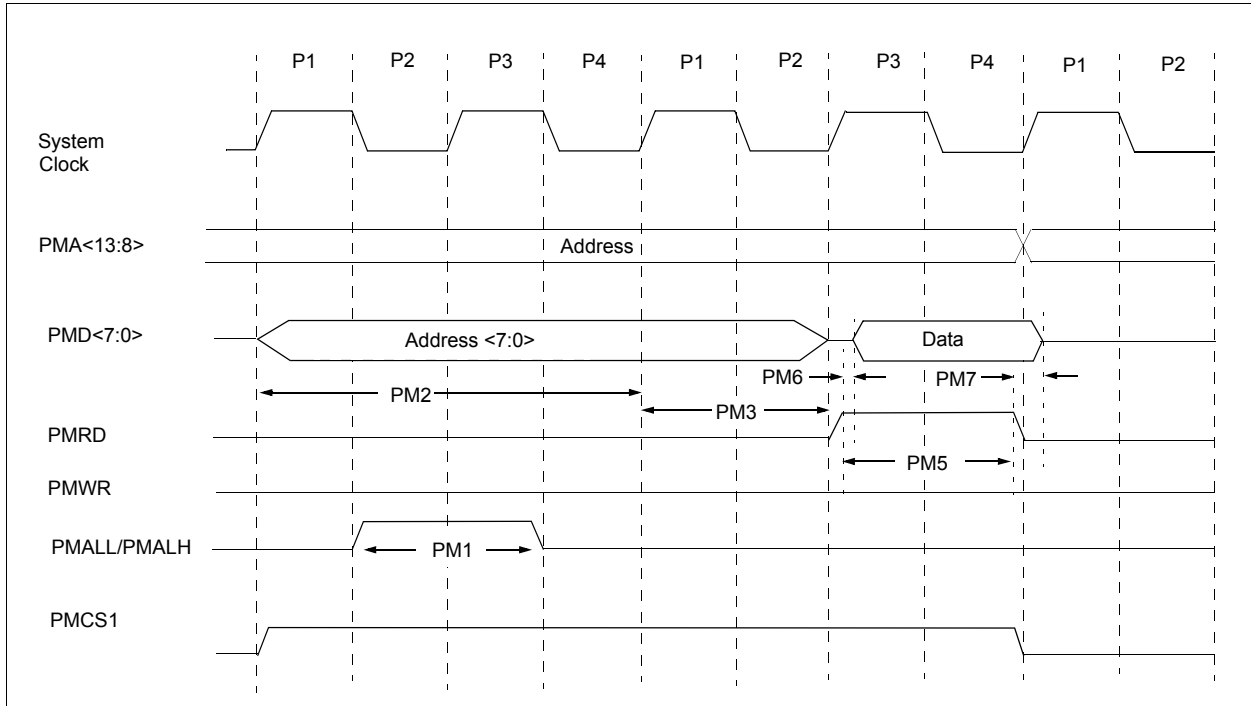 P1 P2 P3 P4 P1 P2 P3 P4 P1 P2
System
Clock
PMA<13:8>
Address
PMD<7:0>
Address <7:0>
Data
PM6
PM7
PM2
PM3
PMRD
PM5
PMWR
PMALL/PMALH
PM1
PMCS1